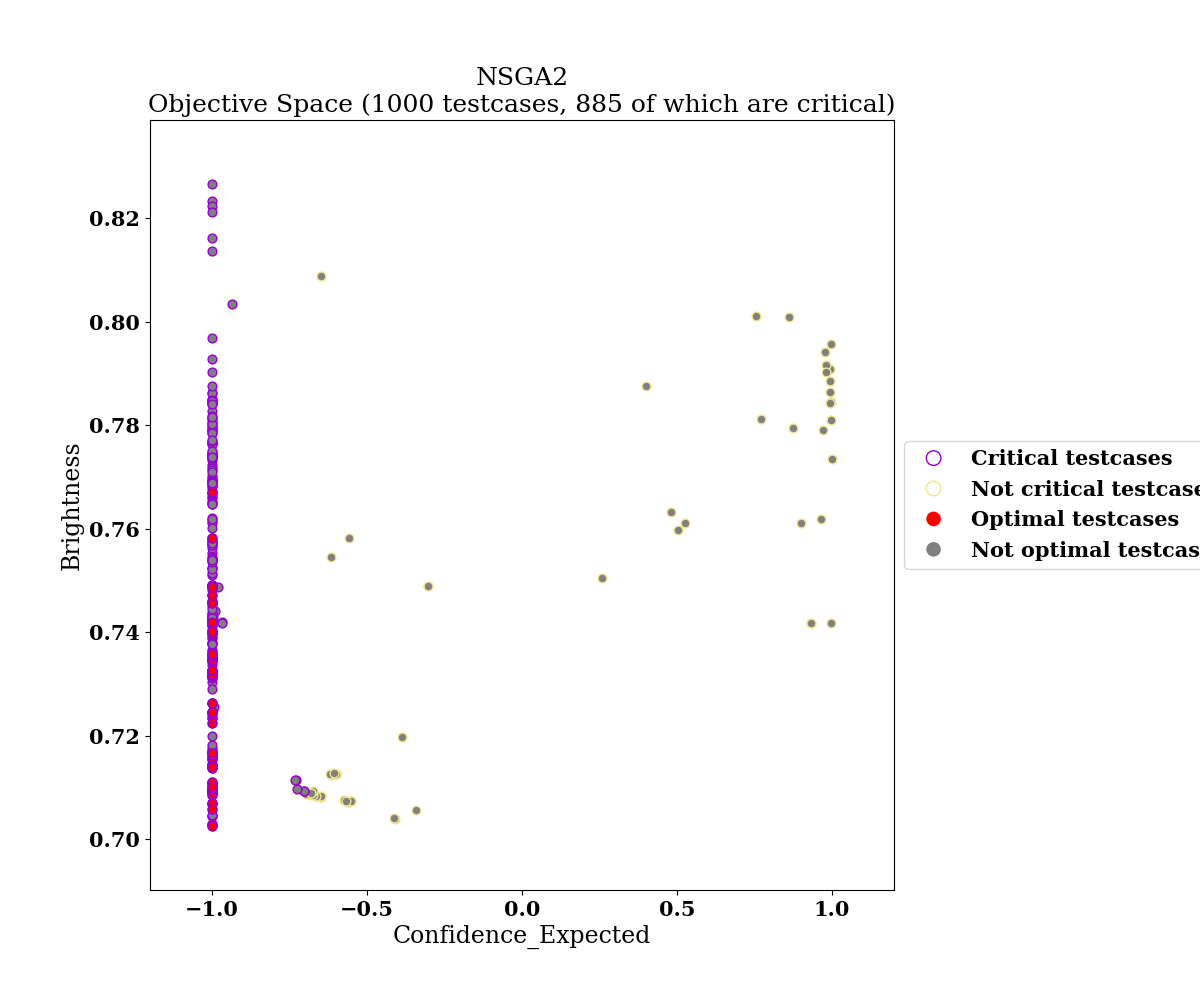 NSGA2
Objective Space (1000 testcases, 885 of which are critical)
0.82
0.80
0.78
0.76
0.74
0.72
0.70
Brightness
−1.0
−0.5
0.0
0.5
1.0
Confidence_Expected
Critical testcases
Not critical testcase
Optimal testcases
Not optimal testcas